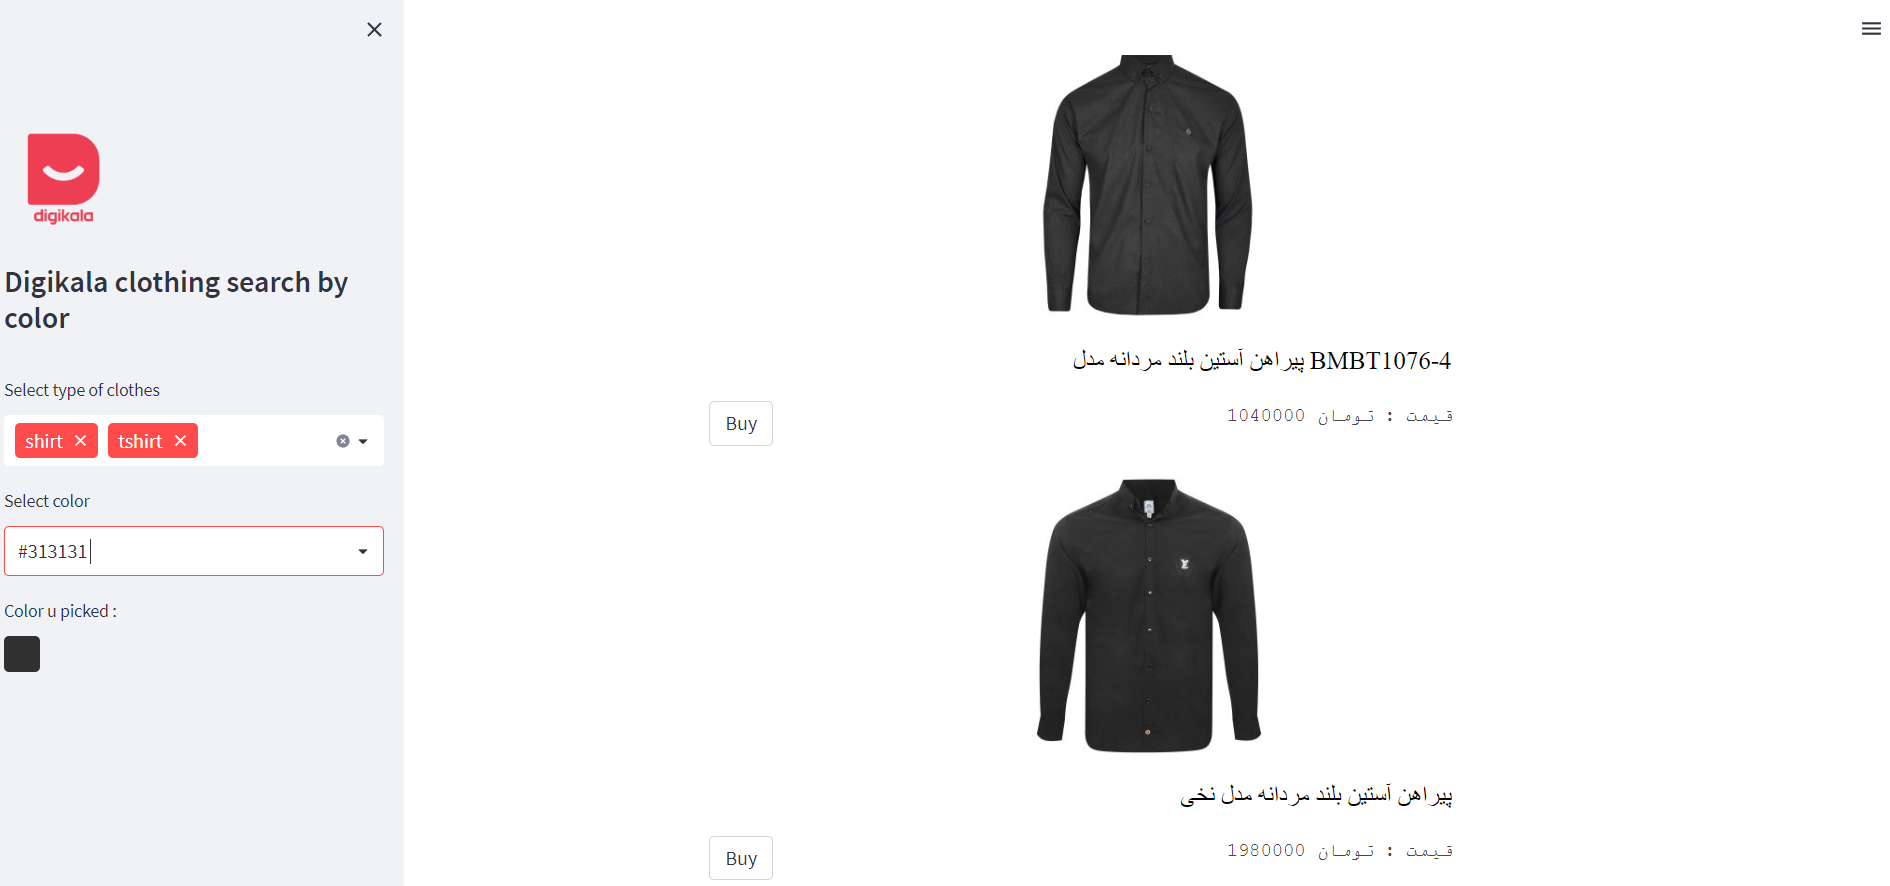 digikala
Digikala clothing search by
color
Select type of clothes
shirt
tshirt
Select color
#313131
Color u picked :
پیراهن آستین بلند مردانه مدل BMBT1076-4
قیمت : تومان 1040000
Buy
پیراهن آستین بلند مردانه مدل نخی
قیمت : تومان 1980000
Buy